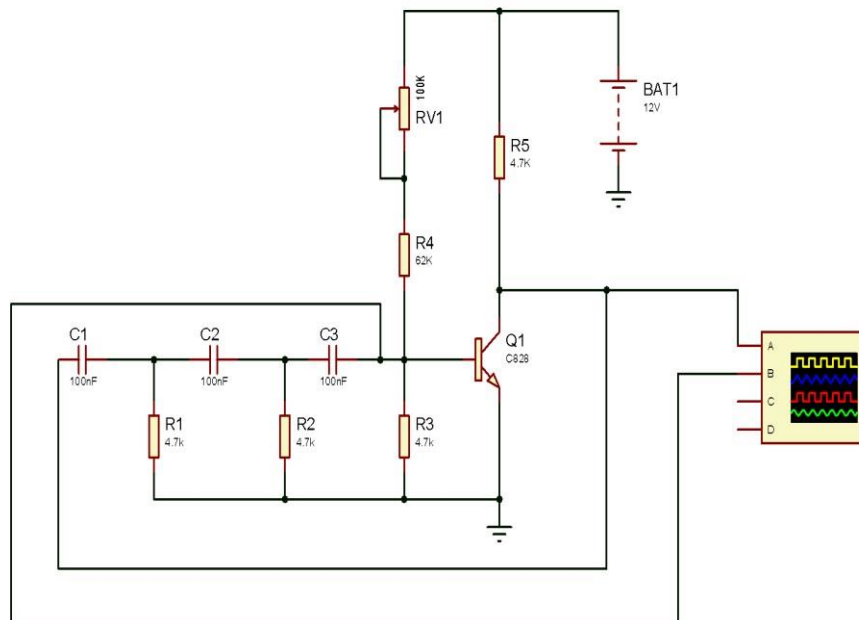 100K
RV1
BAT1
12V
R5
4.7K
R4
62K
C1
100nF
C2
100nF
C3
100nF
Q1
C828
R1
4.7k
R2
4.7k
R3
4.7k
A
B
C
D